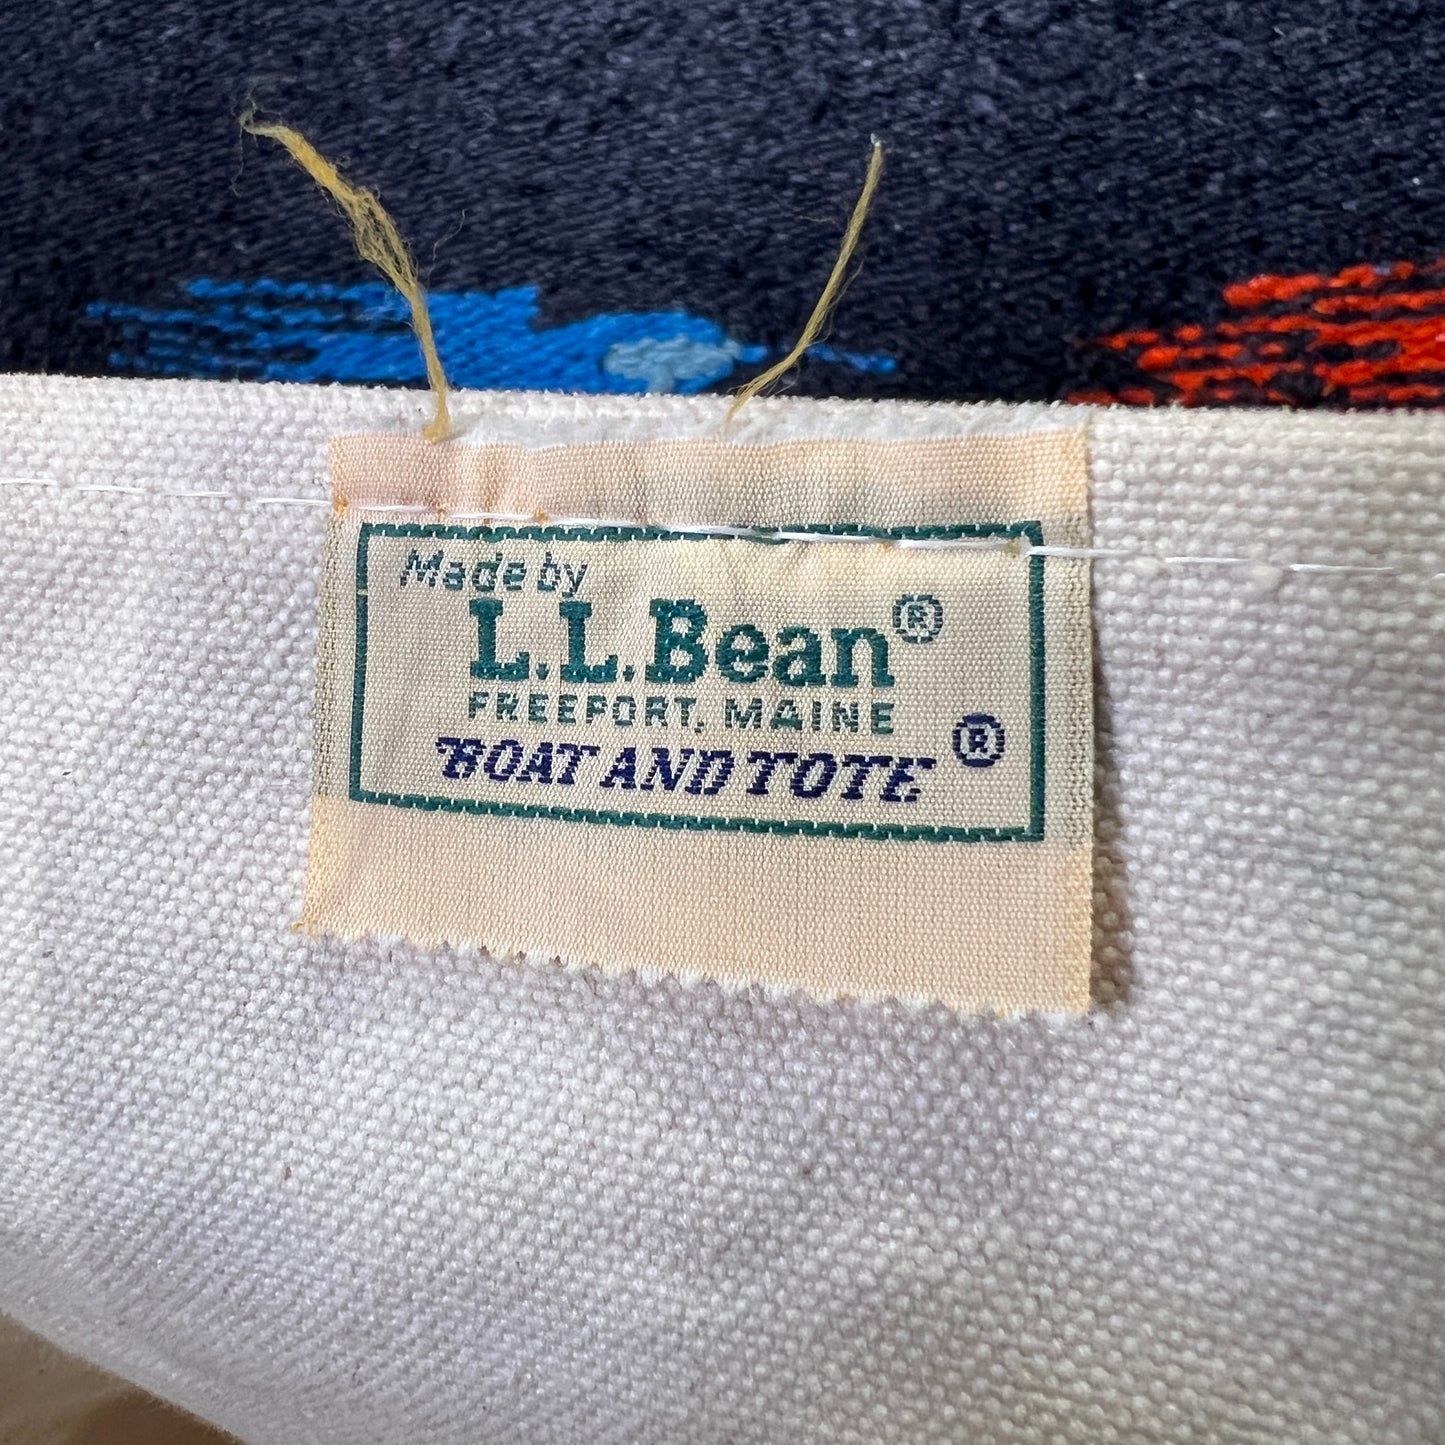 Made by
L.L.Bean®
FREEPORT, MAINE
BOAT AND TOTE ®